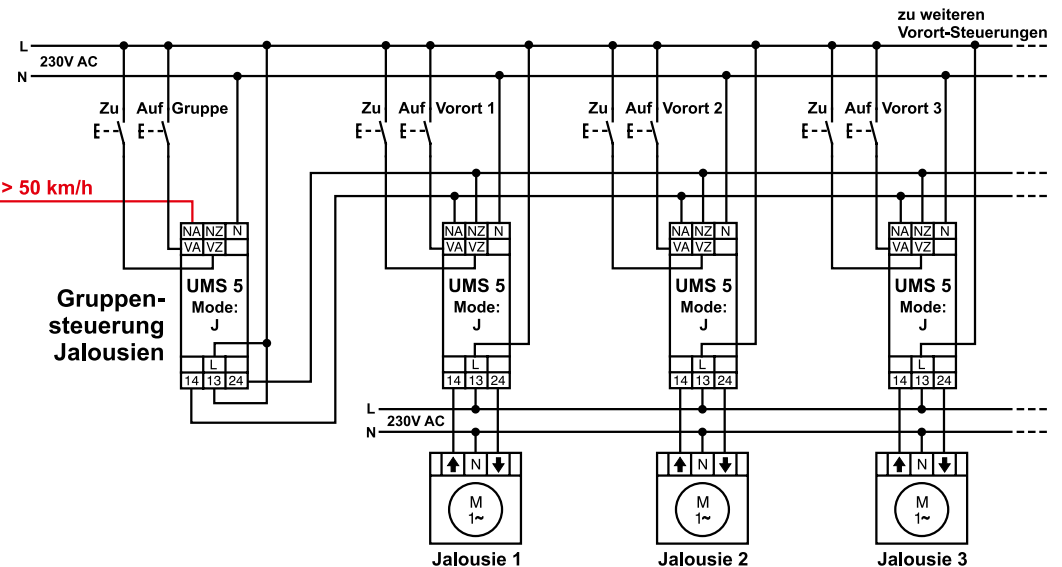 zu weiteren
Vorort-Steuerungen
L
230V AC
N
Zu Auf Gruppe
Zu Auf Vorort 1
Zu Auf Vorort 2
Zu Auf Vorort 3
> 50 km/h
NA NZ N
VA VZ
UMS 5
Mode:
J
L
14 13 24
NA NZ N
VA VZ
UMS 5
Mode:
J
L
14 13 24
NA NZ N
VA VZ
UMS 5
Mode:
J
L
14 13 24
NA NZ N
VA VZ
UMS 5
Mode:
J
L
14 13 24
Gruppen-
steuerung
Jalousien
L
230V AC
N
N
M
1~
Jalousie 1
N
M
1~
Jalousie 2
N
M
1~
Jalousie 3